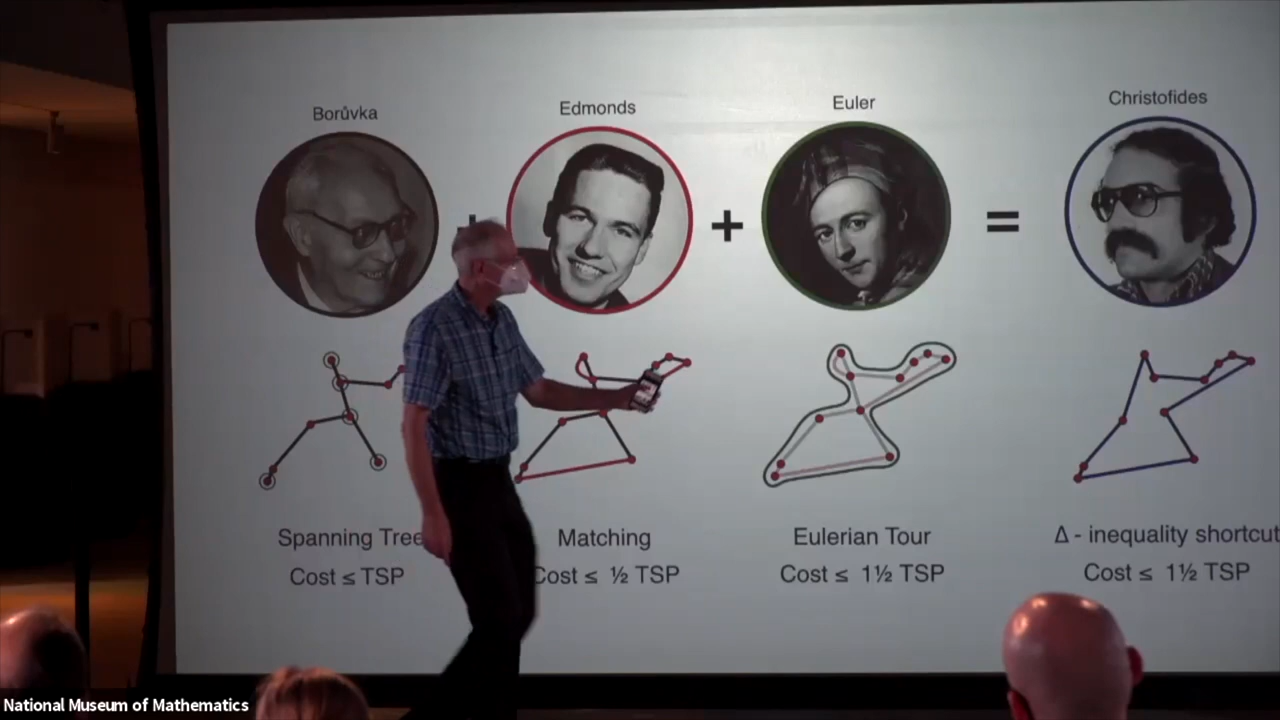 Borůvka
Edmonds
Euler
Christofides
+
+
=
Spanning Tree
Matching
Eulerian Tour
Δ - inequality shortcut
Cost ≤ TSP
Cost ≤ ½ TSP
Cost ≤ 1½ TSP
Cost ≤ 1½ TSP
National Museum of Mathematics